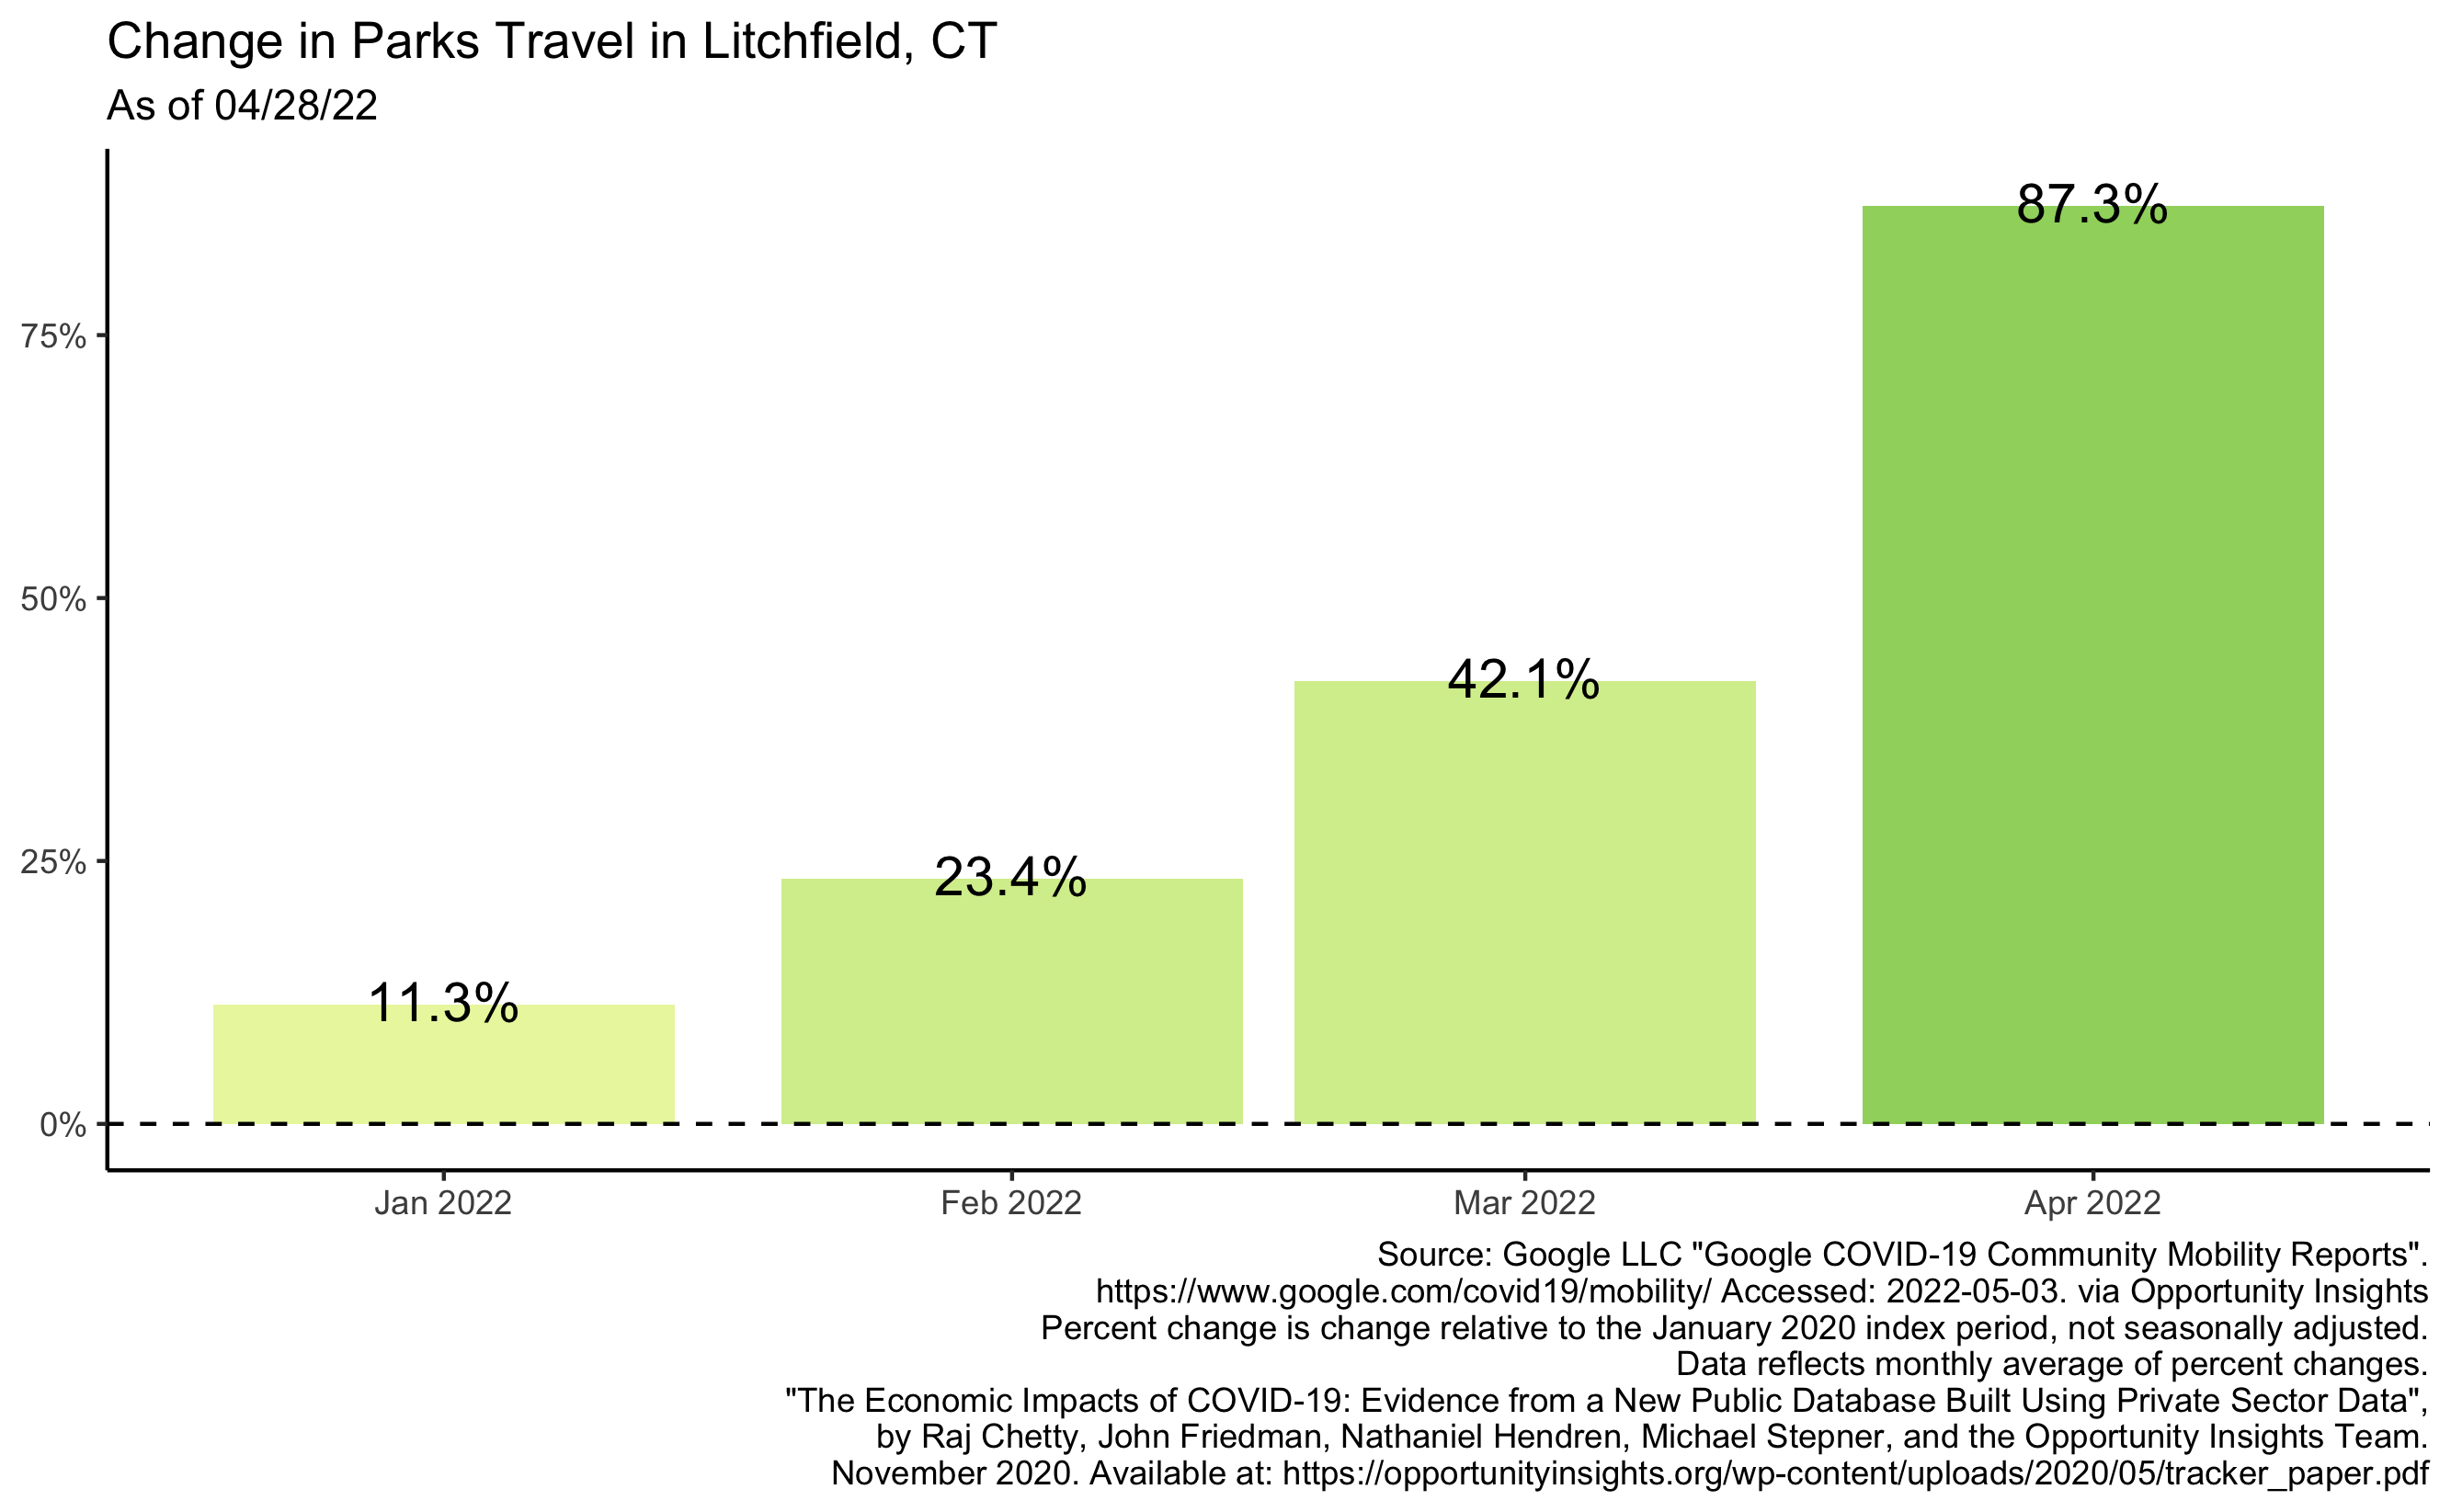 Change in Parks Travel in Litchfield, CT
As of 04/28/22
87.3%
75%
50%
42.1%
25%
23.4%
11.3%
0%
Jan 2022
Feb 2022
Mar 2022
Apr 2022
Source: Google LLC "Google COVID-19 Community Mobility Reports".
https://www.google.com/covid19/mobility/ Accessed: 2022-05-03. via Opportunity Insights
Percent change is change relative to the January 2020 index period, not seasonally adjusted.
Data reflects monthly average of percent changes.
"The Economic Impacts of COVID-19: Evidence from a New Public Database Built Using Private Sector Data",
by Raj Chetty, John Friedman, Nathaniel Hendren, Michael Stepner, and the Opportunity Insights Team.
November 2020. Available at: https://opportunityinsights.org/wp-content/uploads/2020/05/tracker_paper.pdf